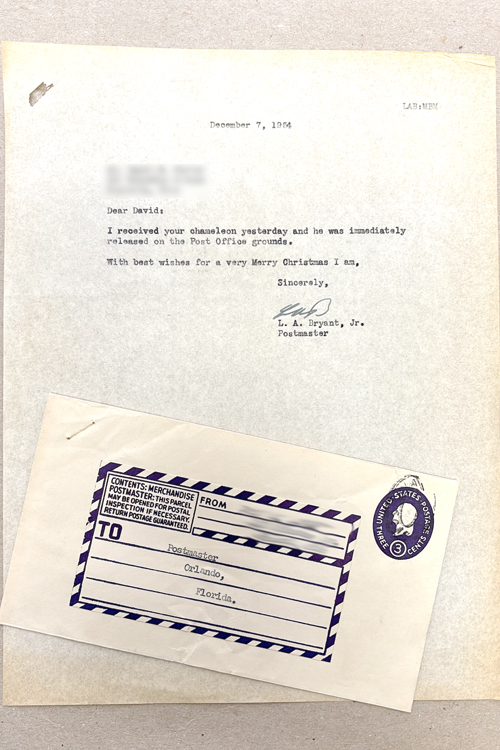 LAB:MBM
December 7, 1954
Dear David:
I received your chameleon yesterday and he was immediately
released on the Post Office grounds.
With best wishes for a very Merry Christmas I am,
Sincerely,
L. A. Bryant, Jr.
Postmaster
CONTENTS: MERCHANDISE
POSTMASTER: THIS PARCEL
MAY BE OPENED FOR POSTAL
INSPECTION IF NECESSARY.
RETURN POSTAGE GUARANTEED.
FROM
TO
Postmaster
Orlando,
Florida.
UNITED STATES POSTAGE
THREE 3 CENTS